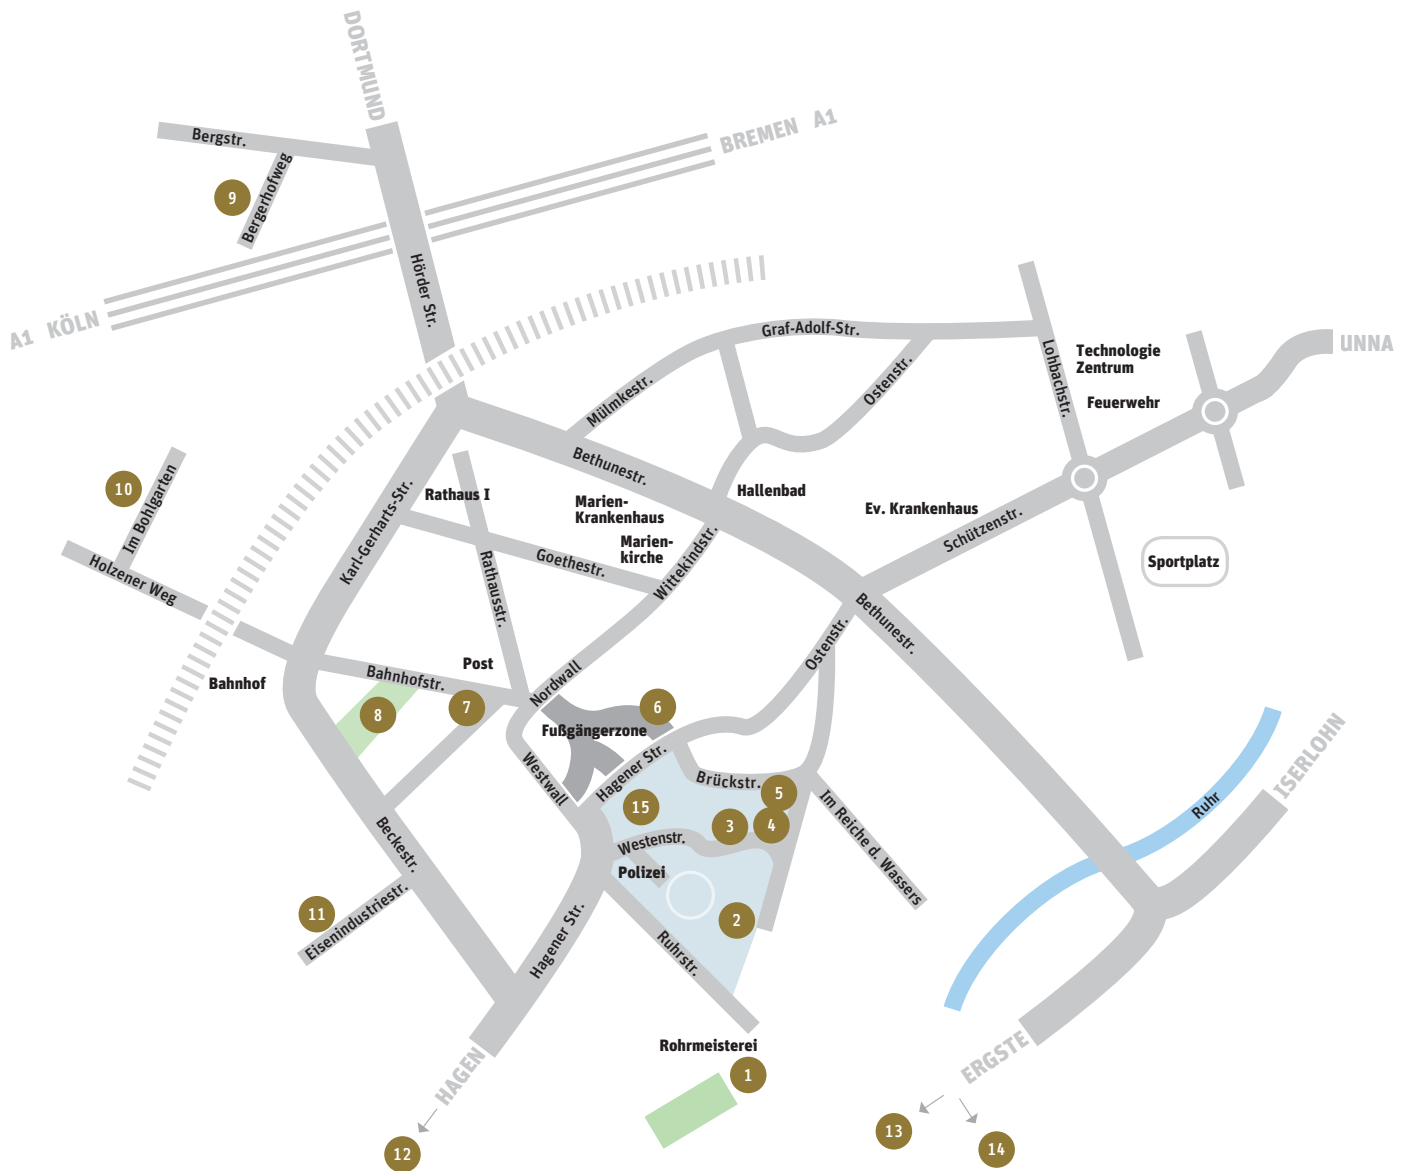 DORTMUND
BREMEN A1
Bergstr.
9
Bergerhofweg
Hörder Str.
A1 KÖLN
Graf-Adolf-Str.
Mülmkestr.
Ostenstr.
Lohbachstr.
Technologie
Zentrum
UNNA
Feuerwehr
Bethunestr.
10
Im Bohlgarten
Holzener Weg
Karl-Gerharts-Str.
Rathaus I
Marien-
Krankenhaus
Hallenbad
Ev. Krankenhaus
Schützenstr.
Marien-
kirche
Goethestr.
Wittekindstr.
Rathausstr.
Sportplatz
Bethunestr.
Ostenstr.
Bahnhof
Bahnhofstr.
Post
Nordwall
8
7
6
Fußgängerzone
Westwall
Hagener Str.
Brückstr.
5
15
3
4
Im Reiche d. Wassers
Westenstr.
Polizei
Beckestr.
Ruhr
ISERLOHN
11
Eisenindustriestr.
Hagener Str.
2
Ruhrstr.
Rohrmeisterei
1
HAGEN
ERGSTE
12
13
14